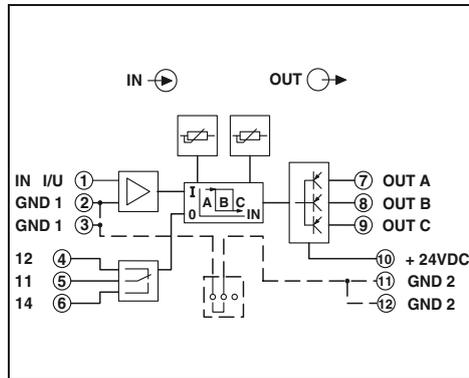 IN OUT
IN I/U 1
GND 1 2
GND 1 3
12 4
11 5
14 6
I
0
A B C
IN
7 OUT A
8 OUT B
9 OUT C
10 + 24VDC
11 GND 2
12 GND 2